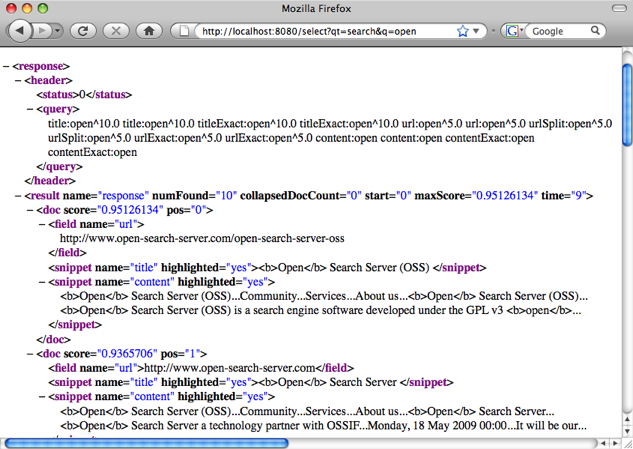 Mozilla Firefox
http://localhost:8080/select?qt=search&q=open
G Google
− <response>
− <header>
<status>0</status>
− <query>
title:open^10.0 title:open^10.0 titleExact:open^10.0 titleExact:open^10.0 url:open^5.0 url:open^5.0 urlSplit:open^5.0
urlSplit:open^5.0 urlExact:open^5.0 urlExact:open^5.0 content:open content:open contentExact:open
contentExact:open
</query>
</header>
− <result name="response" numFound="10" collapsedDocCount="0" start="0" maxScore="0.95126134" time="9">
− <doc score="0.95126134" pos="0">
− <field name="url">
http://www.open-search-server.com/open-search-server-oss
</field>
<snippet name="title" highlighted="yes"><b>Open</b> Search Server (OSS) </snippet>
− <snippet name="content" highlighted="yes">
<b>Open</b> Search Server (OSS)...Community...Services...About us...<b>Open</b> Search Server (OSS)...
<b>Open</b> Search Server (OSS) is a search engine software developed under the GPL v3 <b>open</b>...
</snippet>
</doc>
− <doc score="0.9365706" pos="1">
<field name="url">http://www.open-search-server.com</field>
<snippet name="title" highlighted="yes"><b>Open</b> Search Server </snippet>
− <snippet name="content" highlighted="yes">
<b>Open</b> Search Server (OSS)...Community...Services...About us...<b>Open</b> Search Server...
<b>Open</b> Search Server a technology partner with OSSIF...Monday, 18 May 2009 00:00...It will be our...